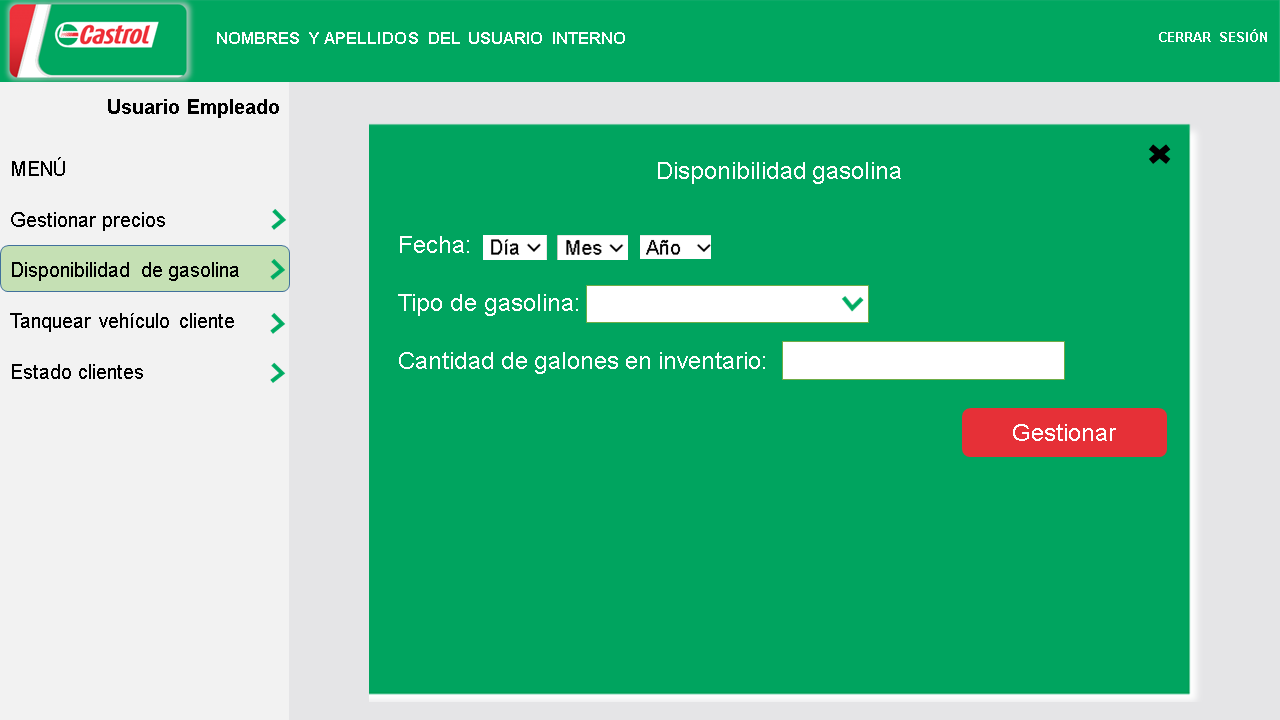 Castrol
NOMBRES Y APELLIDOS DEL USUARIO INTERNO
CERRAR SESIÓN
Usuario Empleado
MENÚ
Gestionar precios
Disponibilidad de gasolina
Tanquear vehículo cliente
Estado clientes
Disponibilidad gasolina
Fecha: Día Mes Año
Tipo de gasolina:
Cantidad de galones en inventario:
Gestionar